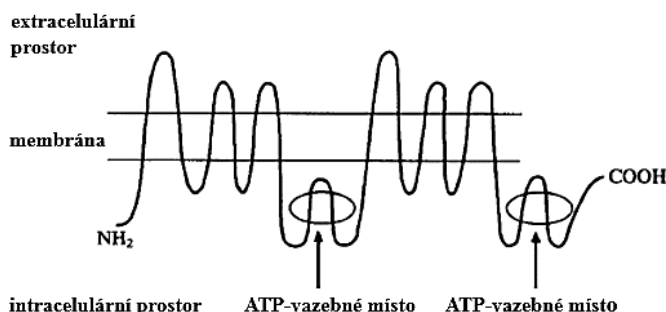 extracelulární
prostor
membrána
NH₂
COOH
intracelulární prostor
ATP-vazebné místo
ATP-vazebné místo